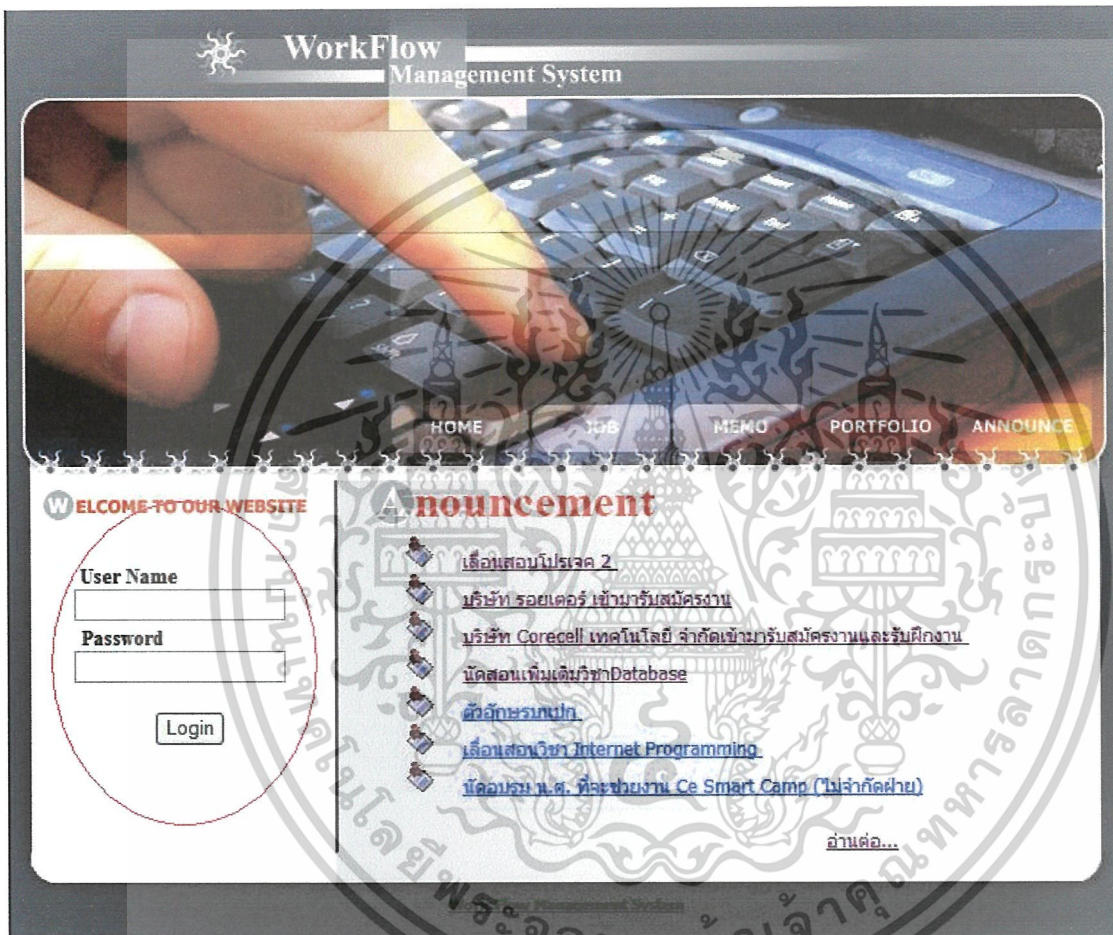 WorkFlow
Management System
HOME JOB MEMO PORTFOLIO ANNOUNCE
WELCOME TO OUR WEBSITE
Anouncement
User Name
Password
Login
เลื่อนสอบโปรเจค 2
บริษัท รอยเตอร์ เข้ามารับสมัครงาน
บริษัท Corecell เทคโนโลยี จำกัดเข้ามารับสมัครงานและรับฝึกงาน
นัดสอนเพิ่มเติมวิชาDatabase
ตัวอักษรบนปก
เลื่อนสอนวิชา Internet Programming
นัดอบรม น.ศ. ที่จะช่วยงาน Ce Smart Camp (ไม่จำกัดฝ่าย)
อ่านต่อ...
WorkFlow Management System